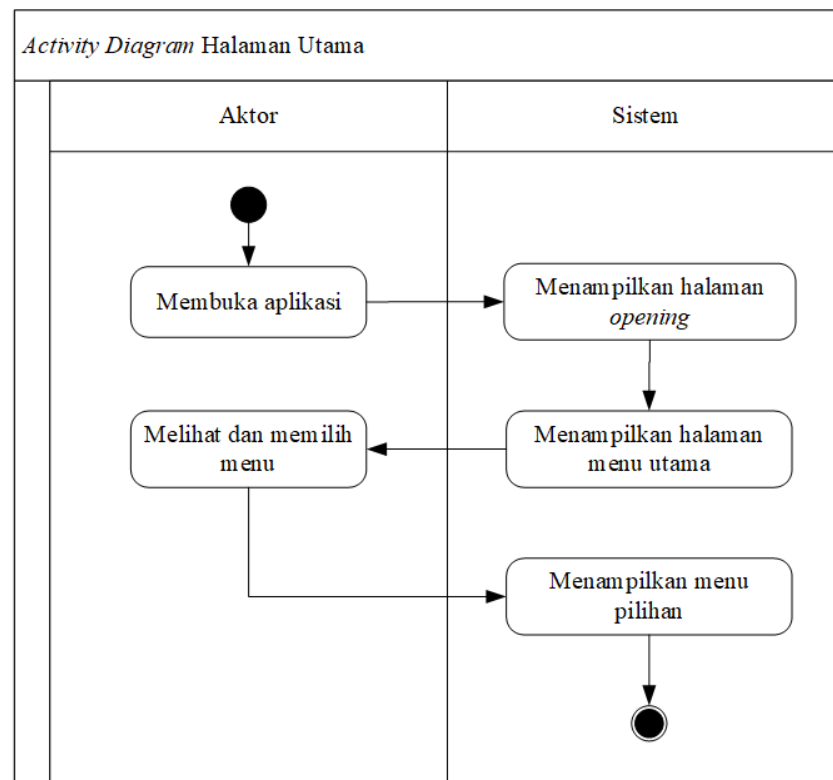 Activity Diagram Halaman Utama
Aktor
Sistem
Membuka aplikasi
Menampilkan halaman
opening
Melihat dan memilih
menu
Menampilkan halaman
menu utama
Menampilkan menu
pilihan